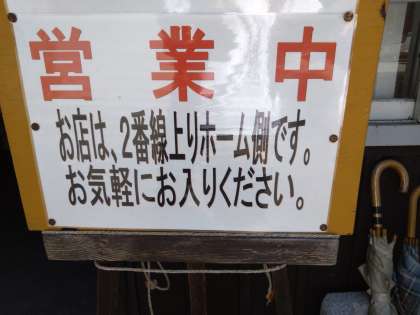 営業中
お店は、2番線上りホーム側です。
お気軽にお入りください。